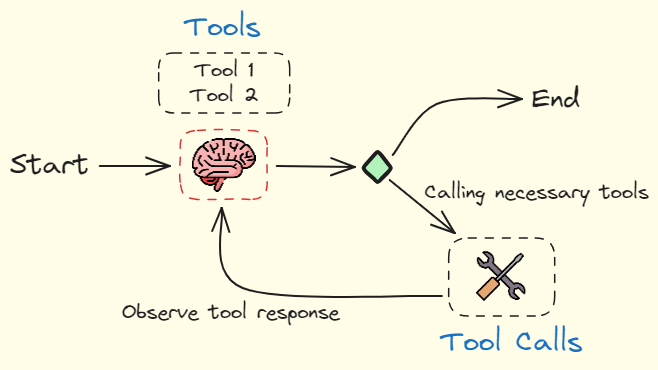 Tools
Tool 1
Tool 2
End
Start
Calling necessary tools
Observe tool response
Tool Calls